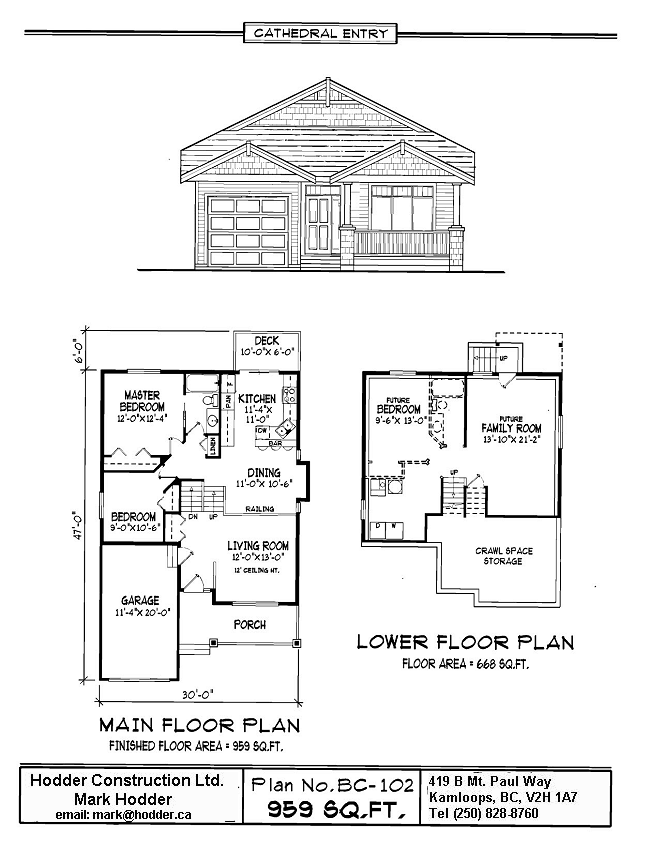 CATHEDRAL ENTRY
6'-0"
DECK
10'-0"X 6'-0"
MASTER
BEDROOM
12'-0"X12'-4"
KITCHEN
11'-4"X
11'-0"
PAN
F
LINEN
DW
BAR
DINING
11'-0"X 10'-6"
RAILING
DN UP
BEDROOM
9'-0"X10'-6"
LIVING ROOM
12'-0"X13'-0"
12' CEILING HT.
GARAGE
11'-4"X 20'-0"
PORCH
47'-0"
30'-0"
MAIN FLOOR PLAN
FINISHED FLOOR AREA = 959 SQ.FT.
UP
FUTURE
BEDROOM
9'-6"X 13'-0"
FUTURE
FAMILY ROOM
13'-10"X 21'-2"
UP
D W
CRAWL SPACE
STORAGE
LOWER FLOOR PLAN
FLOOR AREA = 668 SQ.FT.
Hodder Construction Ltd.
Mark Hodder
email: mark@hodder.ca
Plan No. BC-102
959 SQ.FT.
419 B Mt. Paul Way
Kamloops, BC, V2H 1A7
Tel (250) 828-8760